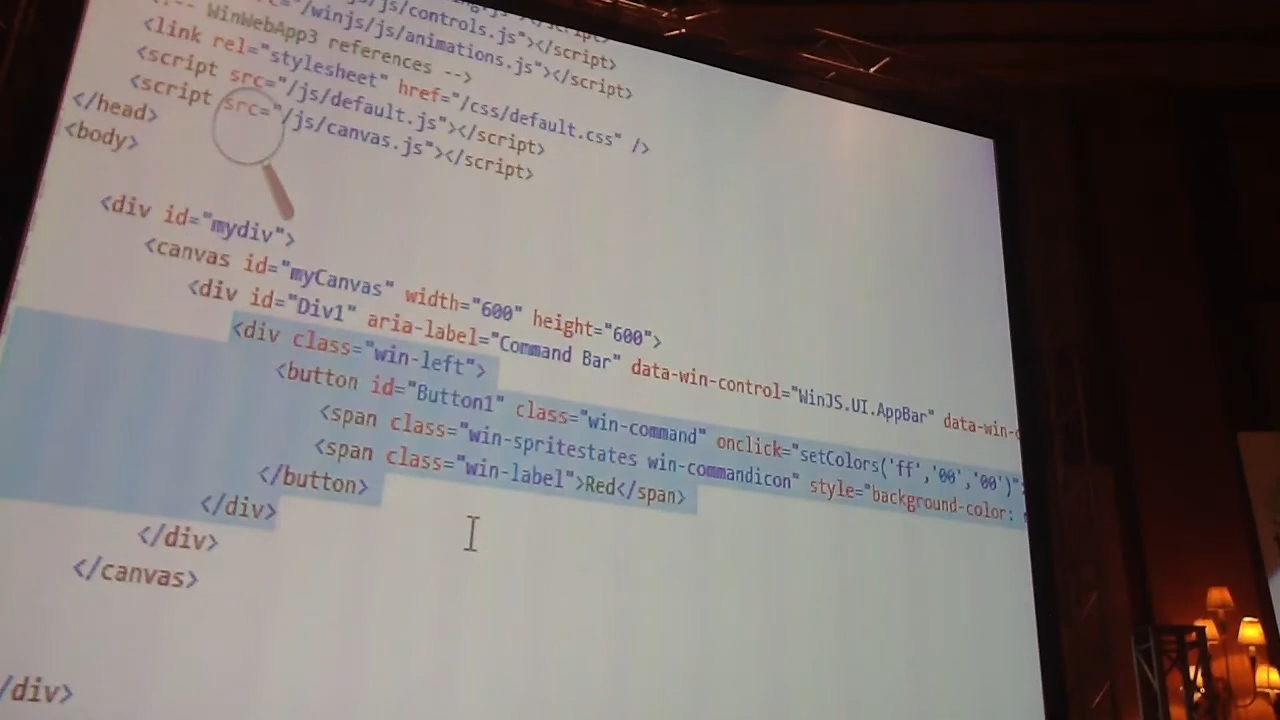 /js/controls.js"></script>
"/winjs/js/animations.js"></script>
<!-- WinWebApp3 references -->
<link rel="stylesheet" href="/css/default.css" />
<script src="/js/default.js"></script>
<script src="/js/canvas.js"></script>
</head>
<body>
<div id="mydiv">
<canvas id="myCanvas" width="600" height="600">
<div id="Div1" aria-label="Command Bar" data-win-control="WinJS.UI.AppBar" data-win-
<div class="win-left">
<button id="Button1" class="win-command" onclick="setColors('ff','00','00')"
<span class="win-spritestates win-commandicon" style="background-color:
<span class="win-label">Red</span>
</button>
</div>
</div>
</canvas>
/div>